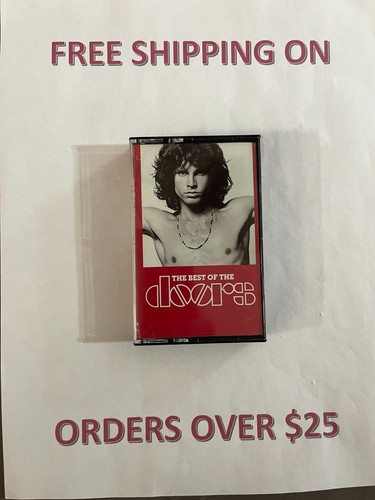 FREE SHIPPING ON
THE BEST OF THE
doors
ORDERS OVER $25